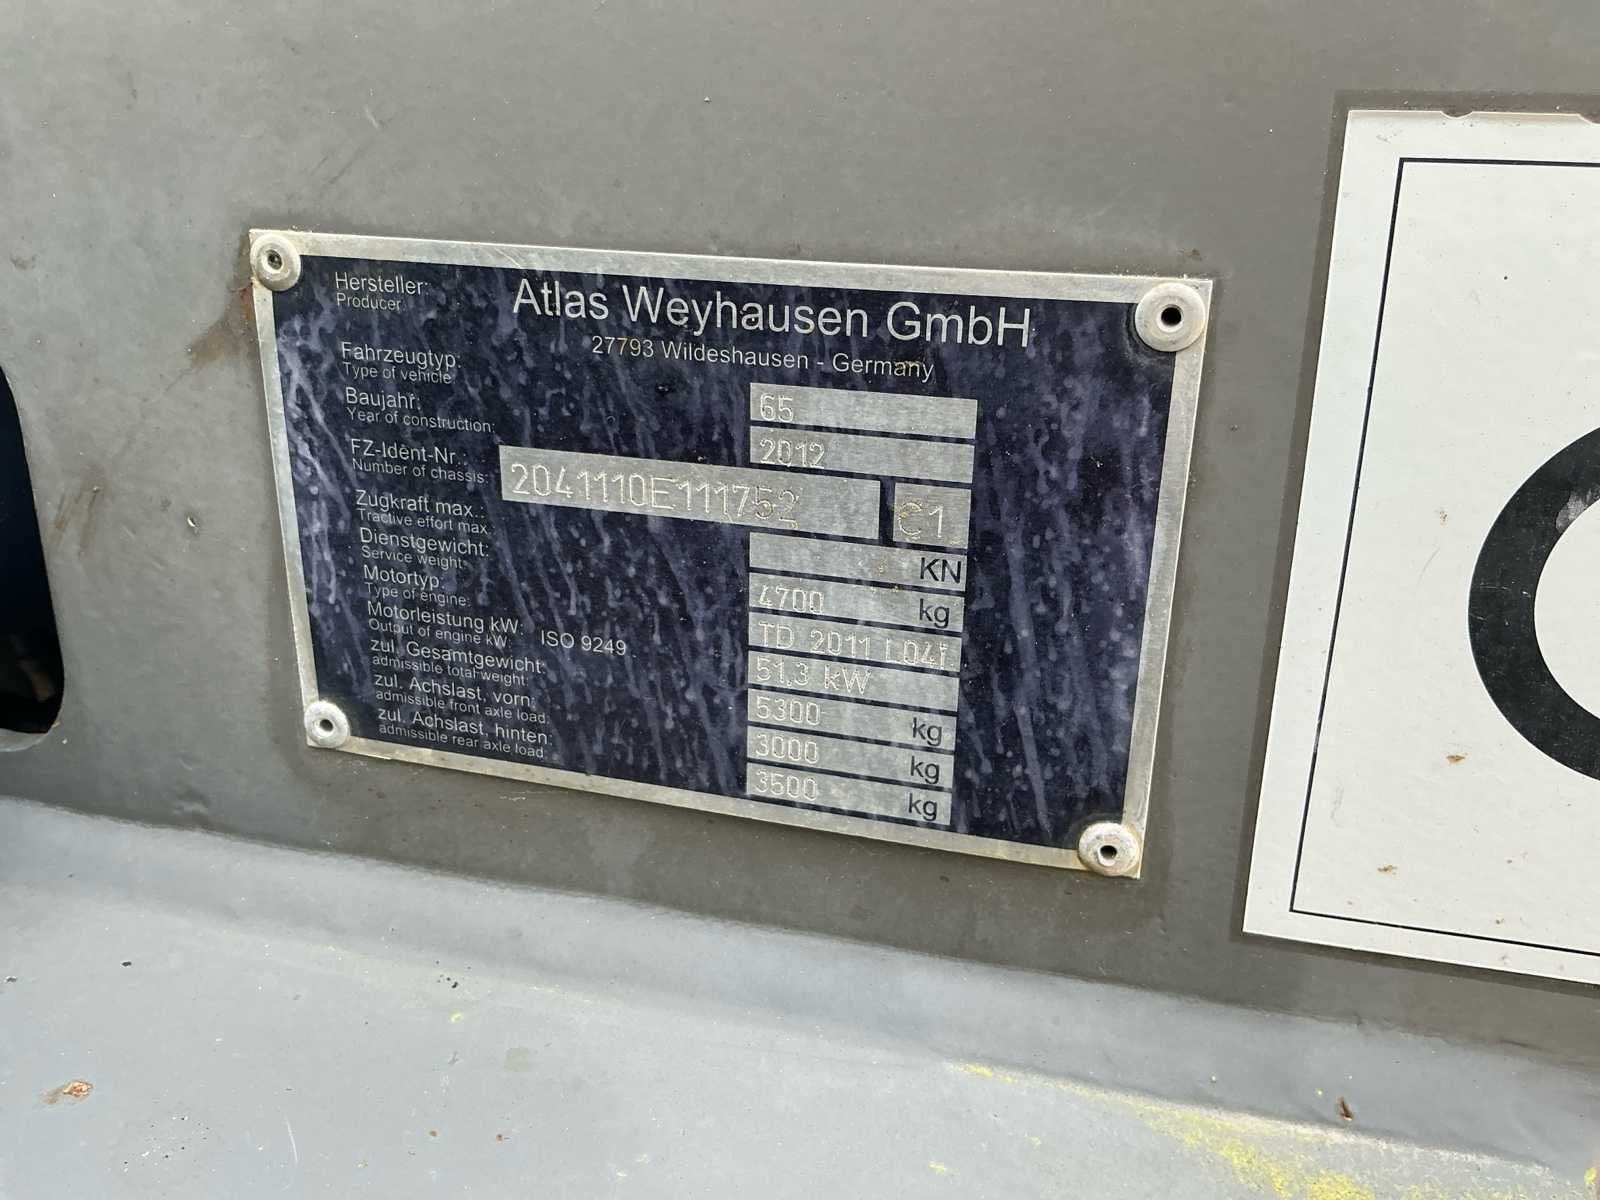 Hersteller: Atlas Weyhausen GmbH
Producer
27793 Wildeshausen - Germany
Fahrzeugtyp: 65
Type of vehicle
Baujahr: 2012
Year of construction:
FZ-Ident-Nr.: 2041110E111752 C1
Number of chassis:
Zugkraft max.: KN
Tractive effort max.
Dienstgewicht: 4700 kg
Service weight:
Motortyp: TD 2011 L04i
Type of engine:
Motorleistung kW: ISO 9249 51,3 kW
Output of engine kW
zul. Gesamtgewicht: 5300 kg
admissible total weight:
zul. Achslast, vorn: 3000 kg
admissible front axle load:
zul. Achslast, hinten: 3500 kg
admissible rear axle load: